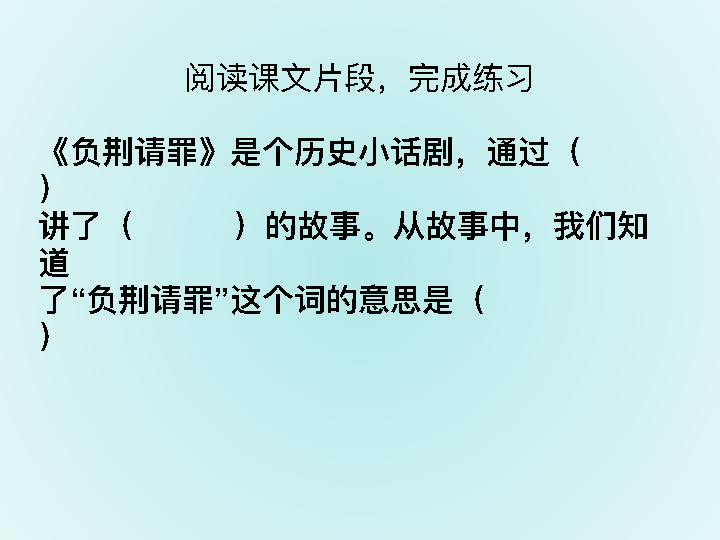 阅读课文片段，完成练习
《负荆请罪》是个历史小话剧，通过（
）
讲了（　　　）的故事。从故事中，我们知
道
了“负荆请罪”这个词的意思是（
）